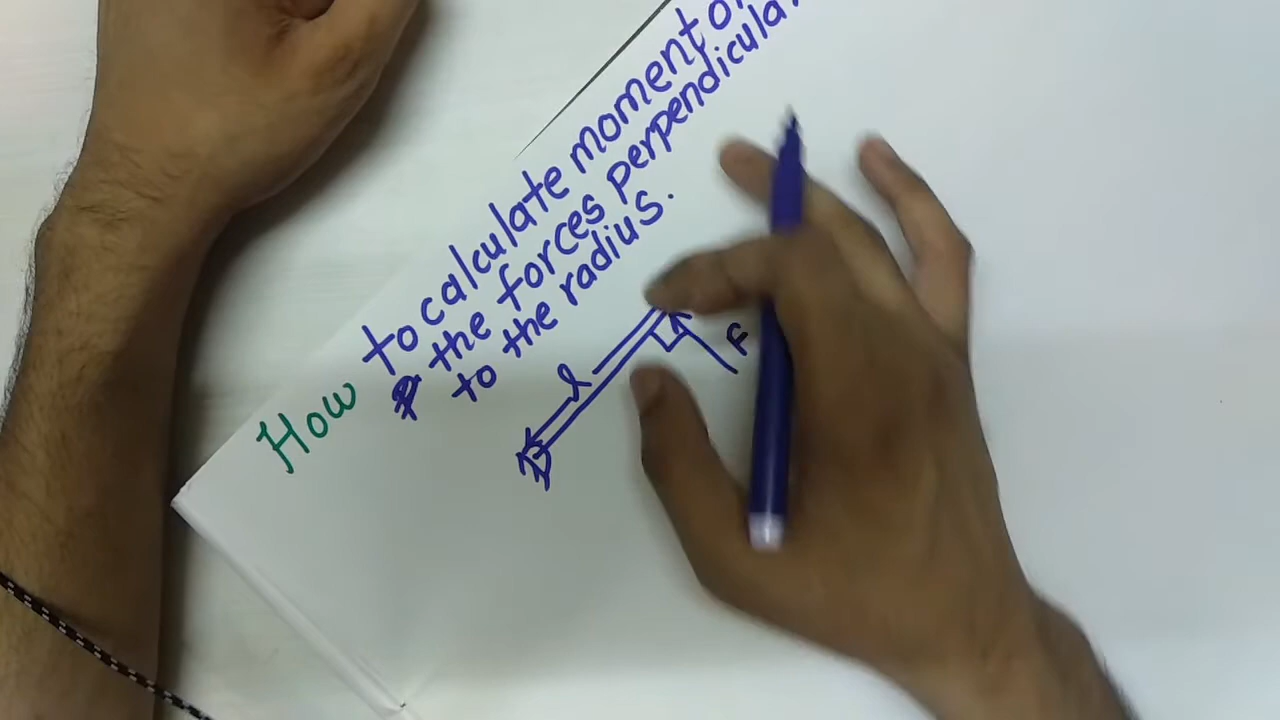 How to calculate moment of
the forces perpendicular
to the radius.
l
F